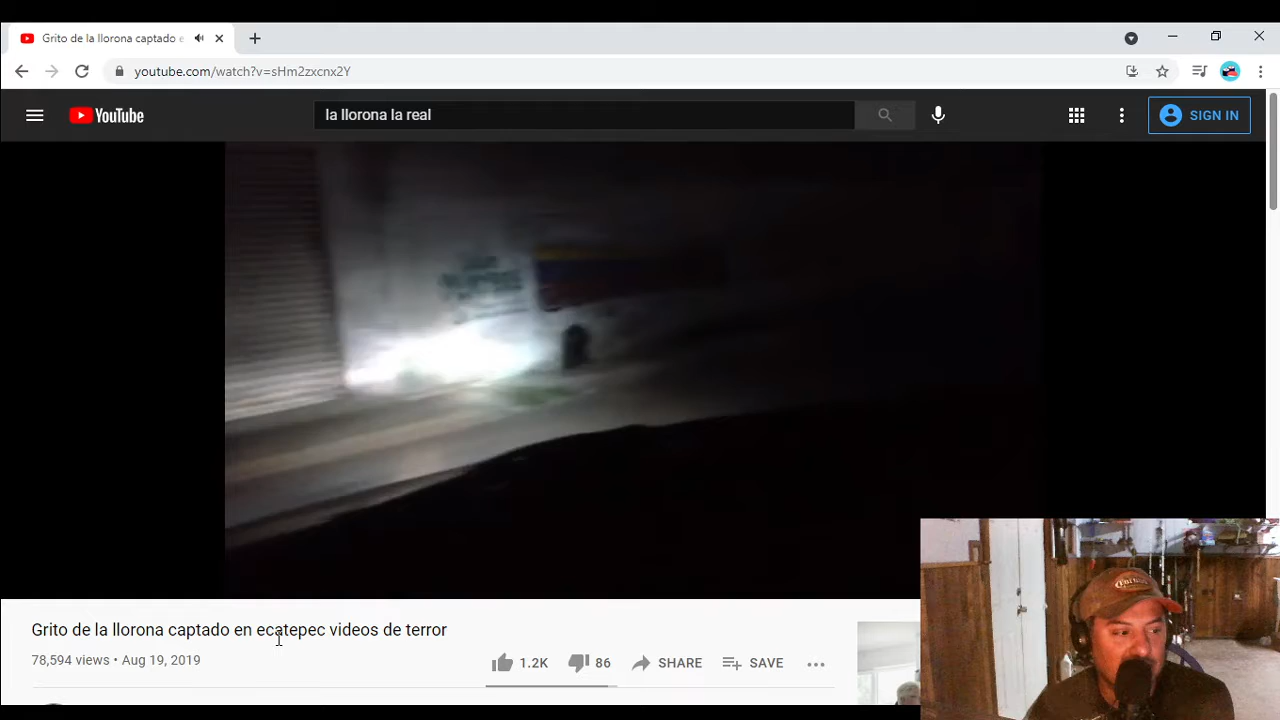 Grito de la llorona captado e
youtube.com/watch?v=sHm2zxcnx2Y
YouTube
la llorona la real
SIGN IN
Grito de la llorona captado en ecatepec videos de terror
78,594 views • Aug 19, 2019
1.2K
86
SHARE
SAVE